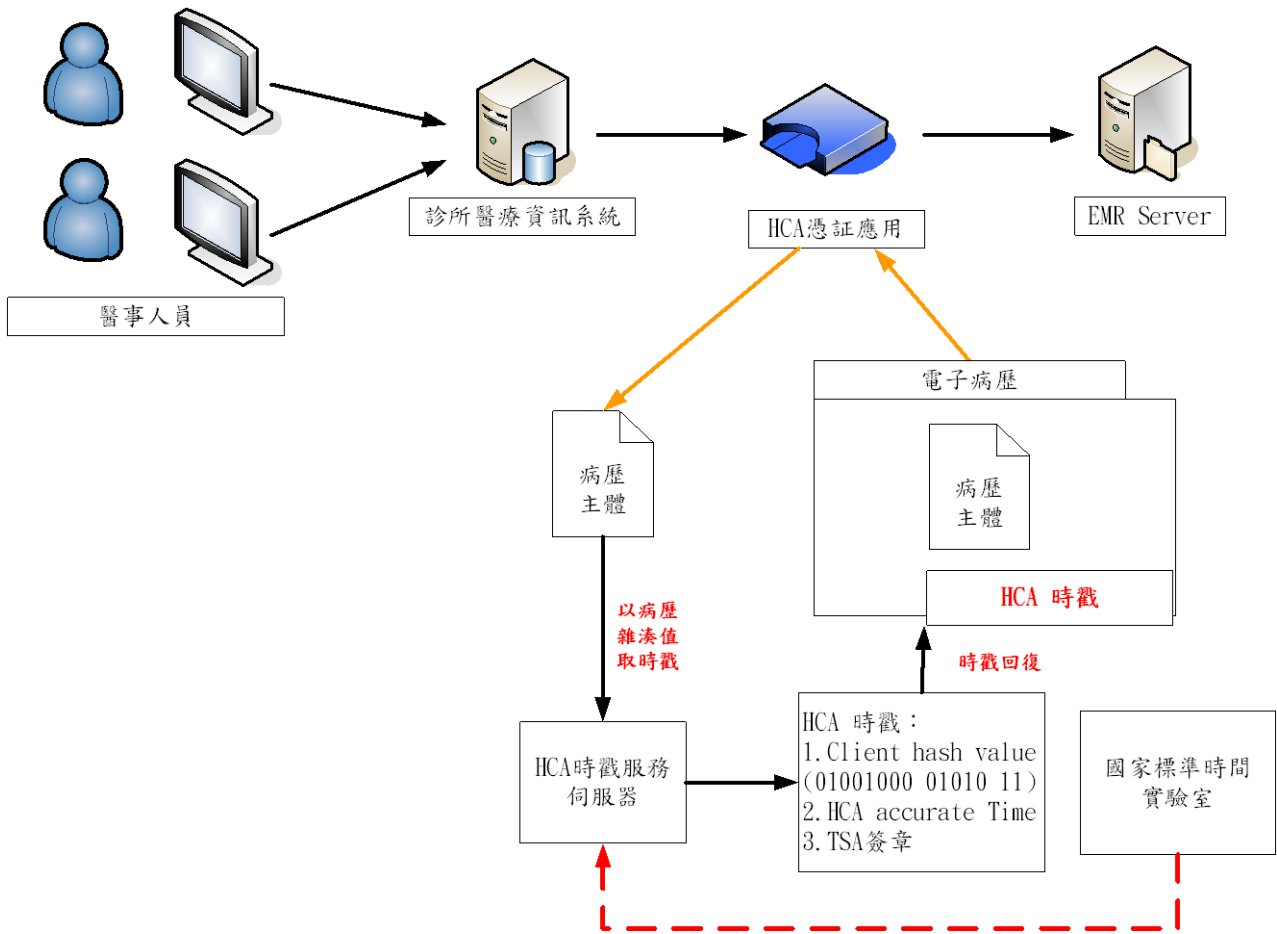 診所醫療資訊系統
HCA憑証應用
EMR Server
醫事人員
電子病歷
病歷
主體
病歷
主體
HCA 時戳
以病歷
雜湊值
取時戳
時戳回復
HCA時戳服務
伺服器
HCA 時戳：
1.Client hash value
(01001000 01010 11)
2.HCA accurate Time
3.TSA簽章
國家標準時間
實驗室